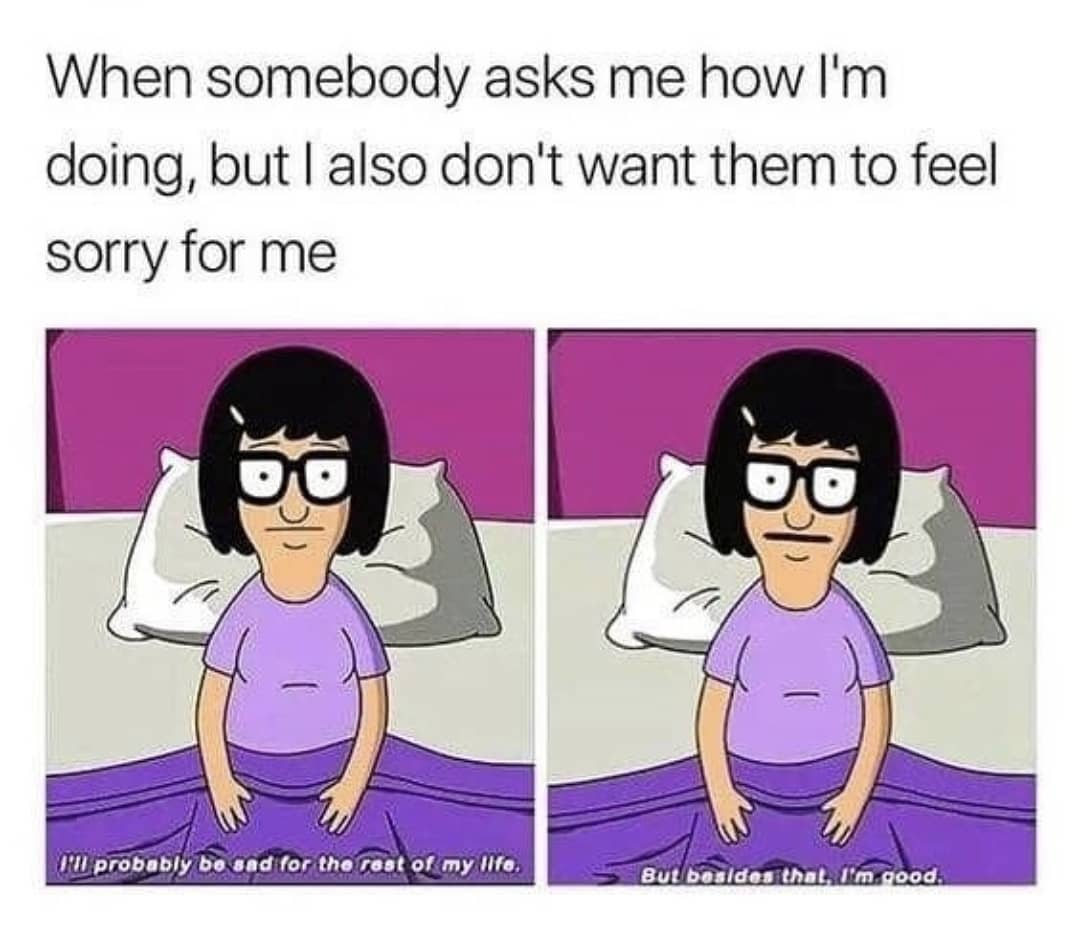 When somebody asks me how I'm
doing, but I also don't want them to feel
sorry for me
I'll probably be sad for the rest of my life.
But besides that, I'm good.